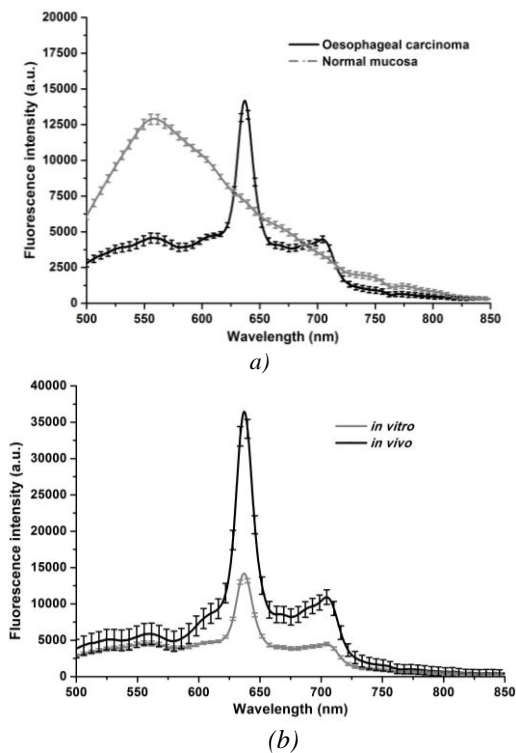 20000
17500
15000
12500
10000
7500
5000
2500
0
Fluorescence intensity (a.u.)
Oesophageal carcinoma
Normal mucosa
500 550 600 650 700 750 800 850
Wavelength (nm)
a)
40000
35000
30000
25000
20000
15000
10000
5000
0
Fluorescence intensity (a.u.)
in vitro
in vivo
500 550 600 650 700 750 800 850
Wavelength (nm)
(b)